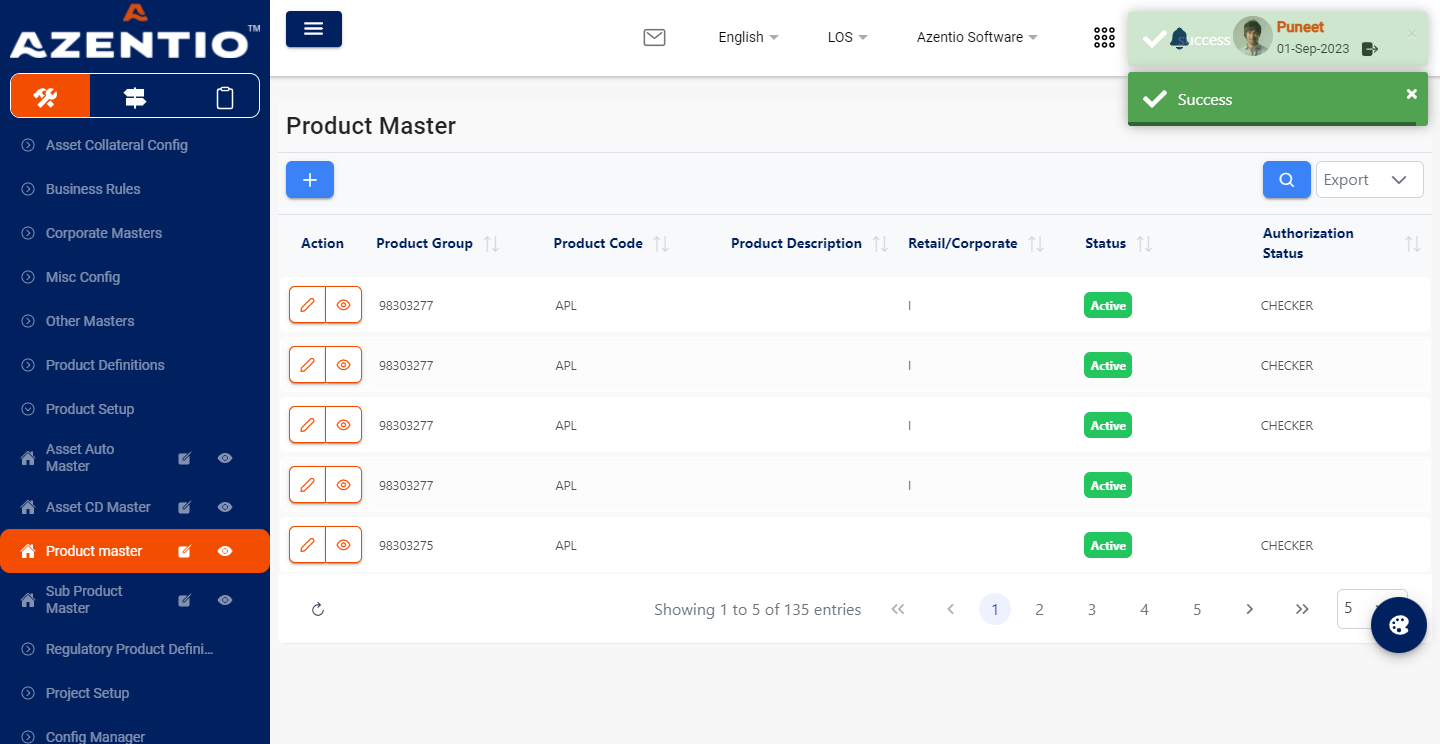 AZENTIO™
English
LOS
Azentio Software
success
Puneet
01-Sep-2023
Success
Asset Collateral Config
Business Rules
Corporate Masters
Misc Config
Other Masters
Product Definitions
Product Setup
Asset Auto
Master
Asset CD Master
Product master
Sub Product
Master
Regulatory Product Defini...
Project Setup
Config Manager
Product Master
Export
Action Product Group Product Code Product Description Retail/Corporate Status Authorization
Status
98303277 APL I Active CHECKER
98303277 APL I Active CHECKER
98303277 APL I Active CHECKER
98303277 APL I Active
98303275 APL Active CHECKER
Showing 1 to 5 of 135 entries << < 1 2 3 4 5 > >> 5